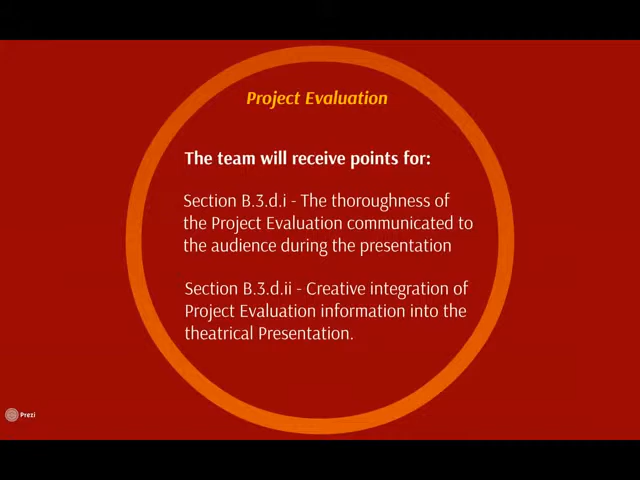 Project Evaluation
The team will receive points for:
Section B.3.d.i - The thoroughness of
the Project Evaluation communicated to
the audience during the presentation
Section B.3.d.ii - Creative integration of
Project Evaluation information into the
theatrical Presentation.
Prezi